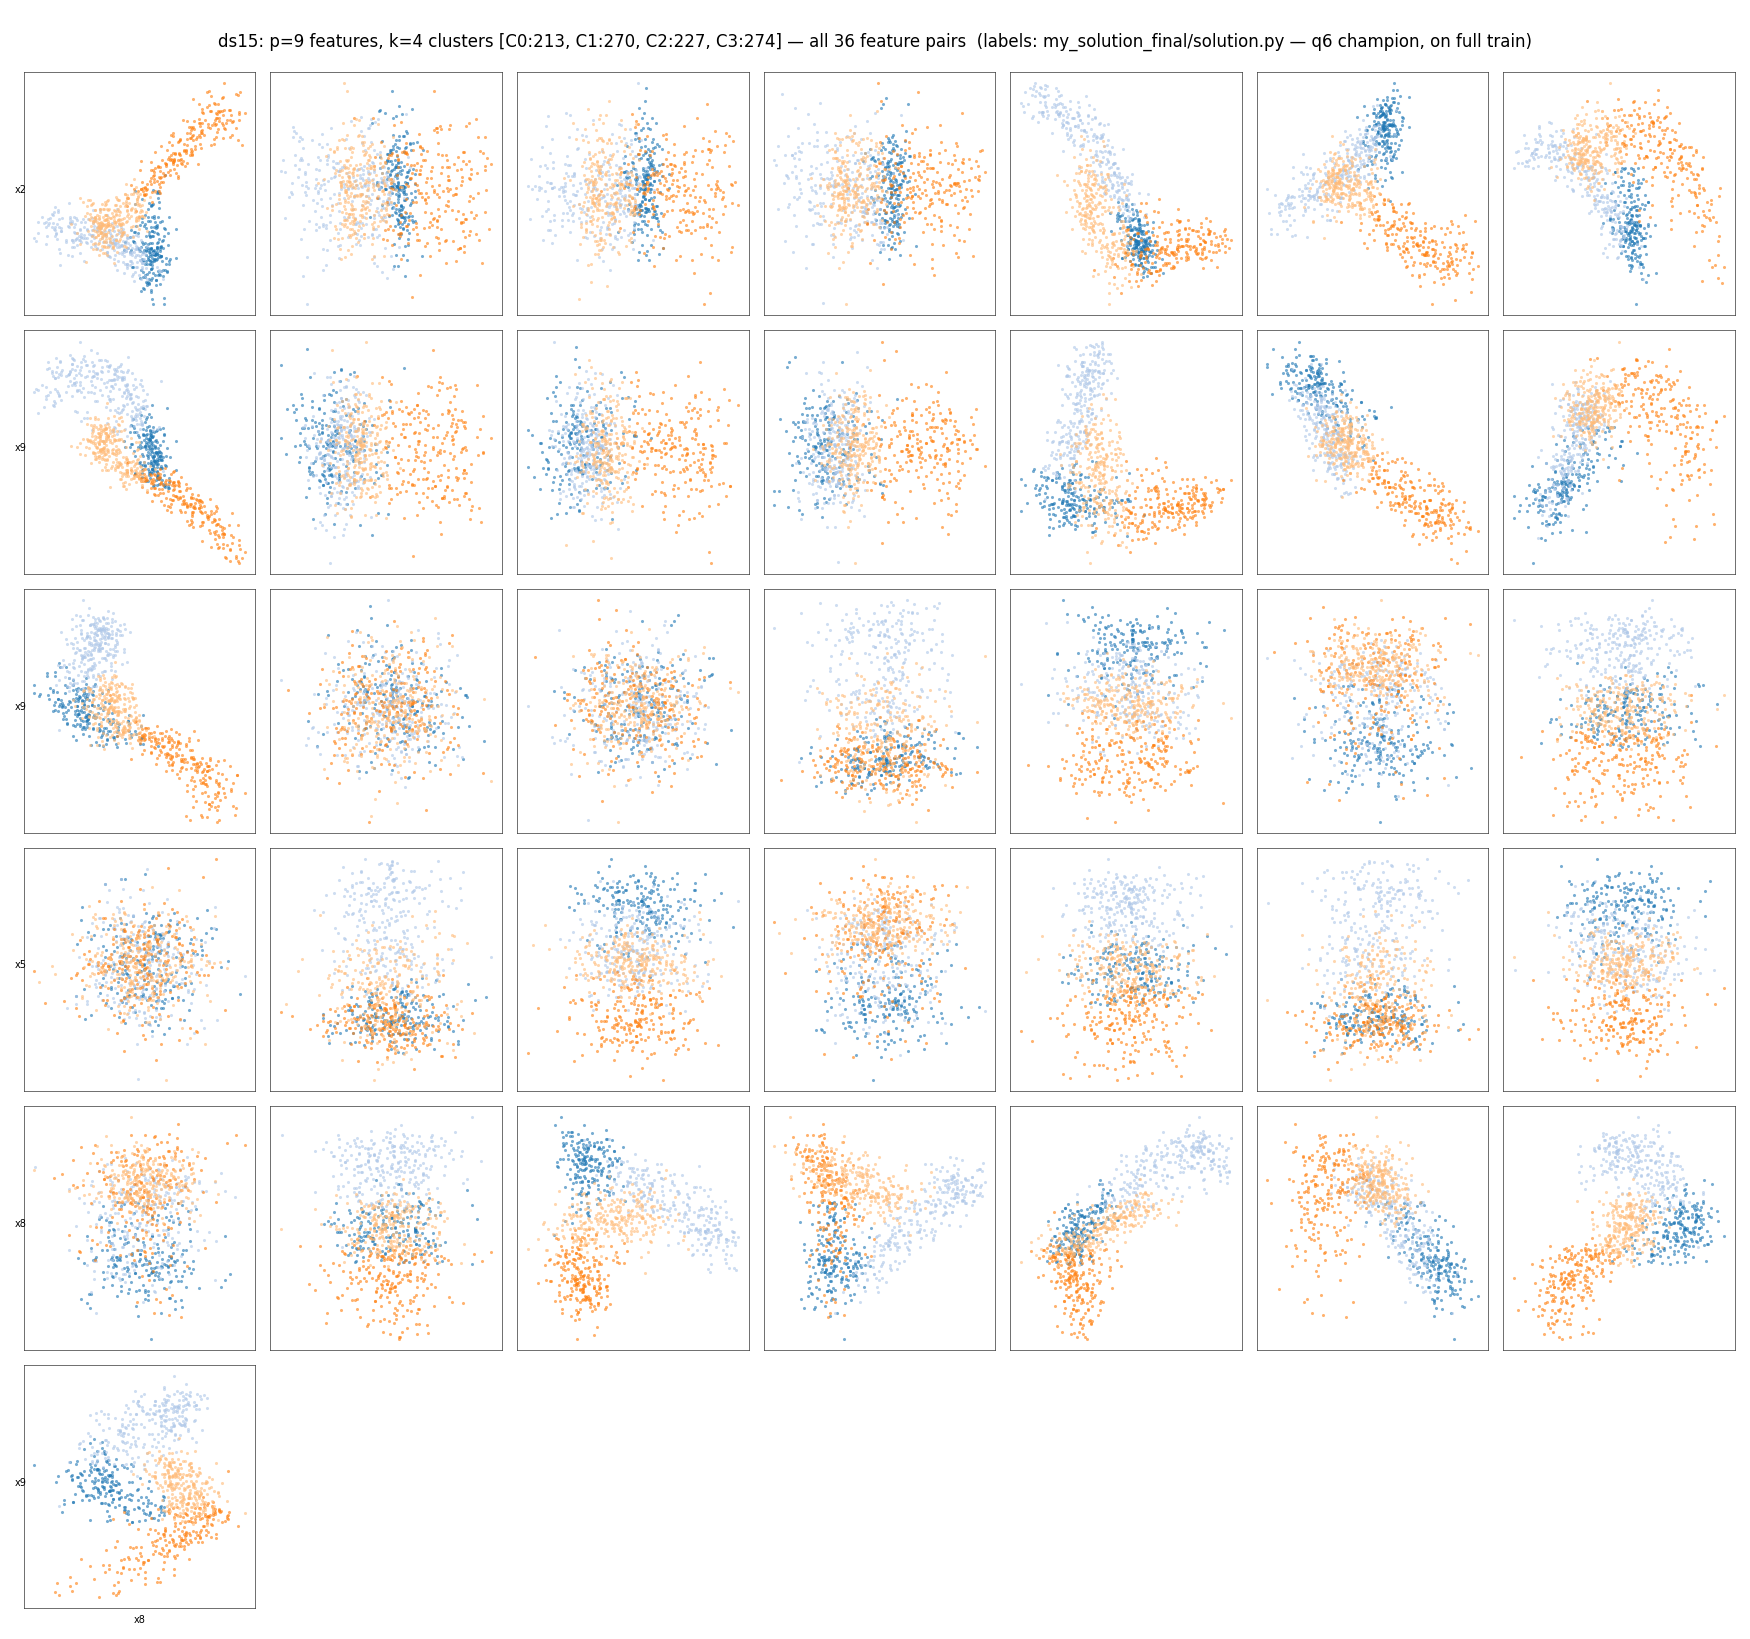 ds15: p=9 features, k=4 clusters [C0:213, C1:270, C2:227, C3:274] — all 36 feature pairs  (labels: my_solution_final/solution.py — q6 champion, on full train)
x2
x9
x9
x5
x8
x9
x8